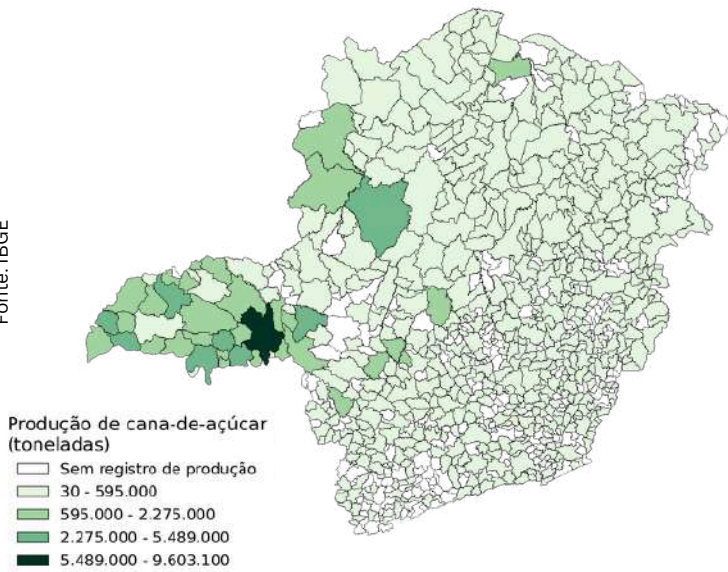 Fonte: IBGE
Produção de cana-de-açúcar
(toneladas)
Sem registro de produção
30 - 595.000
595.000 - 2.275.000
2.275.000 - 5.489.000
5.489.000 - 9.603.100